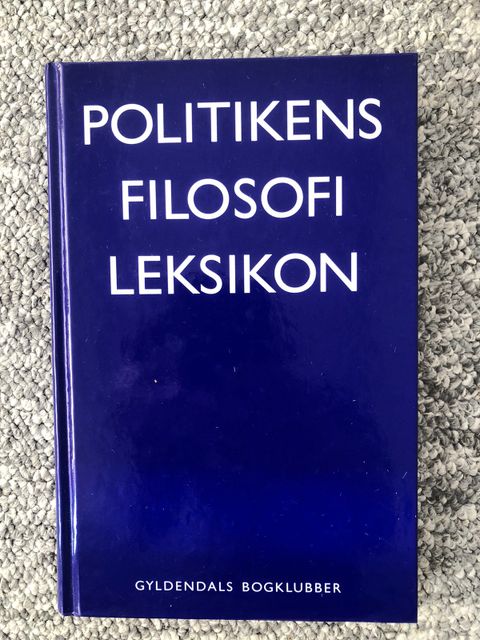 POLITIKENS
FILOSOFI
LEKSIKON
GYLDENDALS BOGKLUBBER